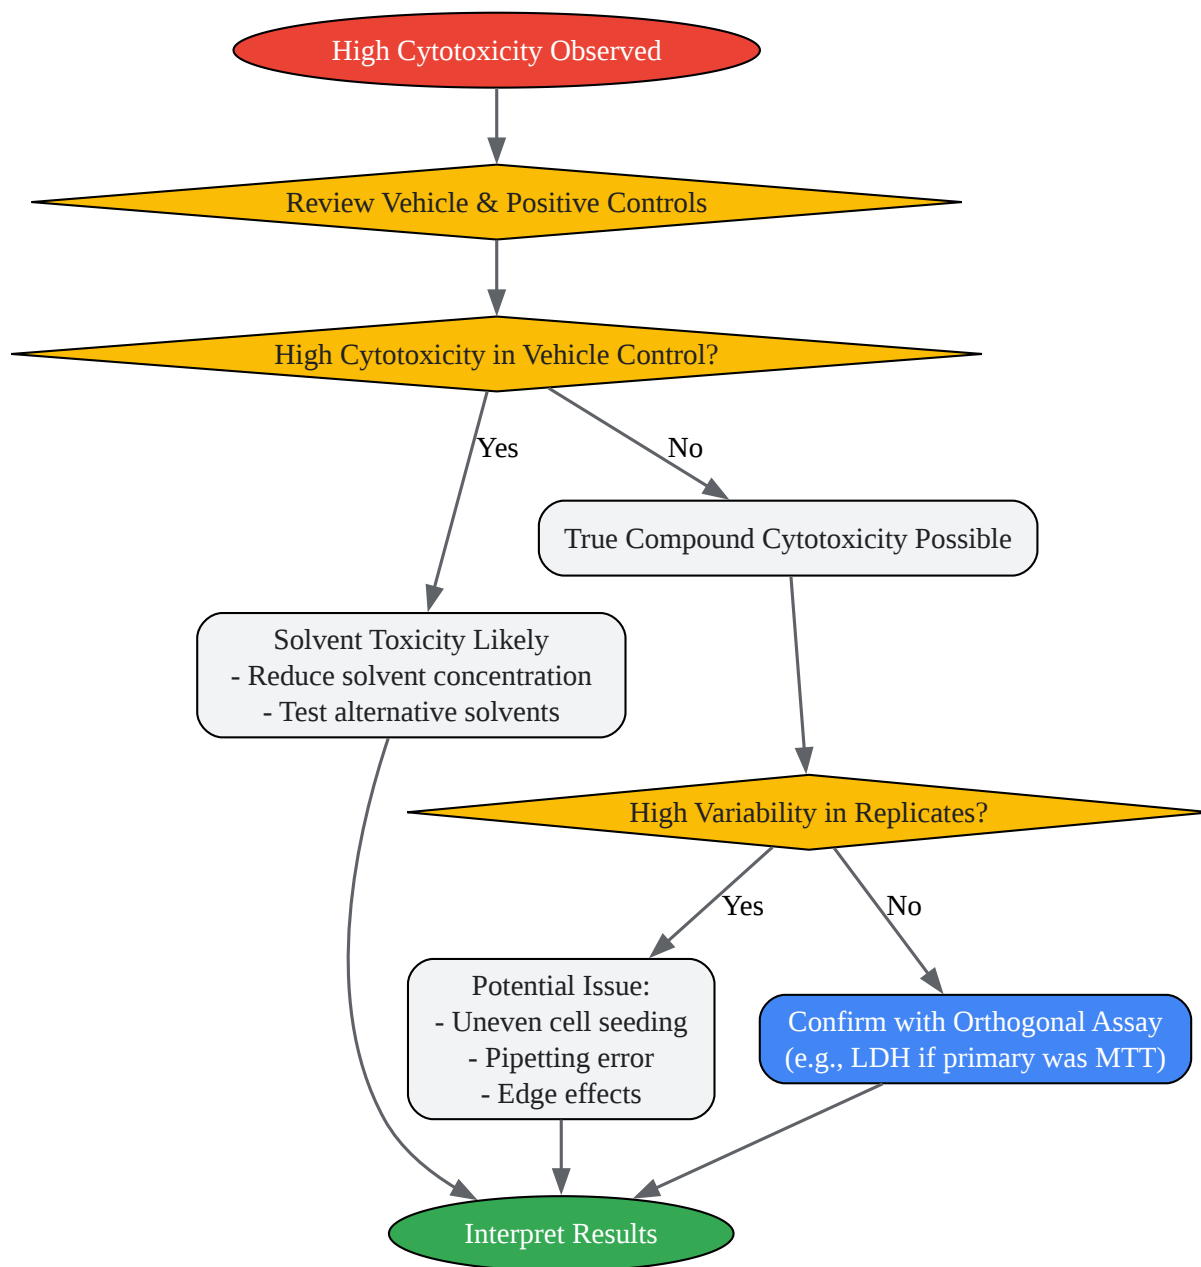 High Cytotoxicity Observed
Review Vehicle & Positive Controls
High Cytotoxicity in Vehicle Control?
Yes
No
True Compound Cytotoxicity Possible
Solvent Toxicity Likely
- Reduce solvent concentration
- Test alternative solvents
High Variability in Replicates?
Yes
No
Potential Issue:
- Uneven cell seeding
- Pipetting error
- Edge effects
Confirm with Orthogonal Assay
(e.g., LDH if primary was MTT)
Interpret Results